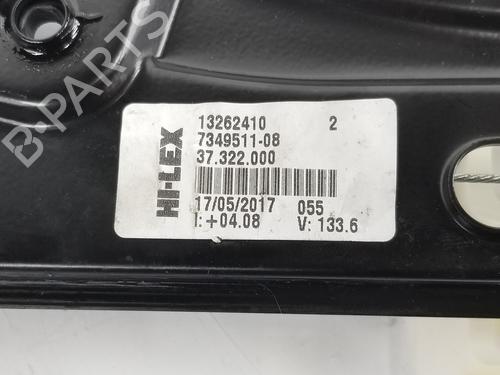 B-PARTS
HI-LEX
13262410 2
7349511-08
37.322.000
17/05/2017 055
I: +04.08 V: 133.6